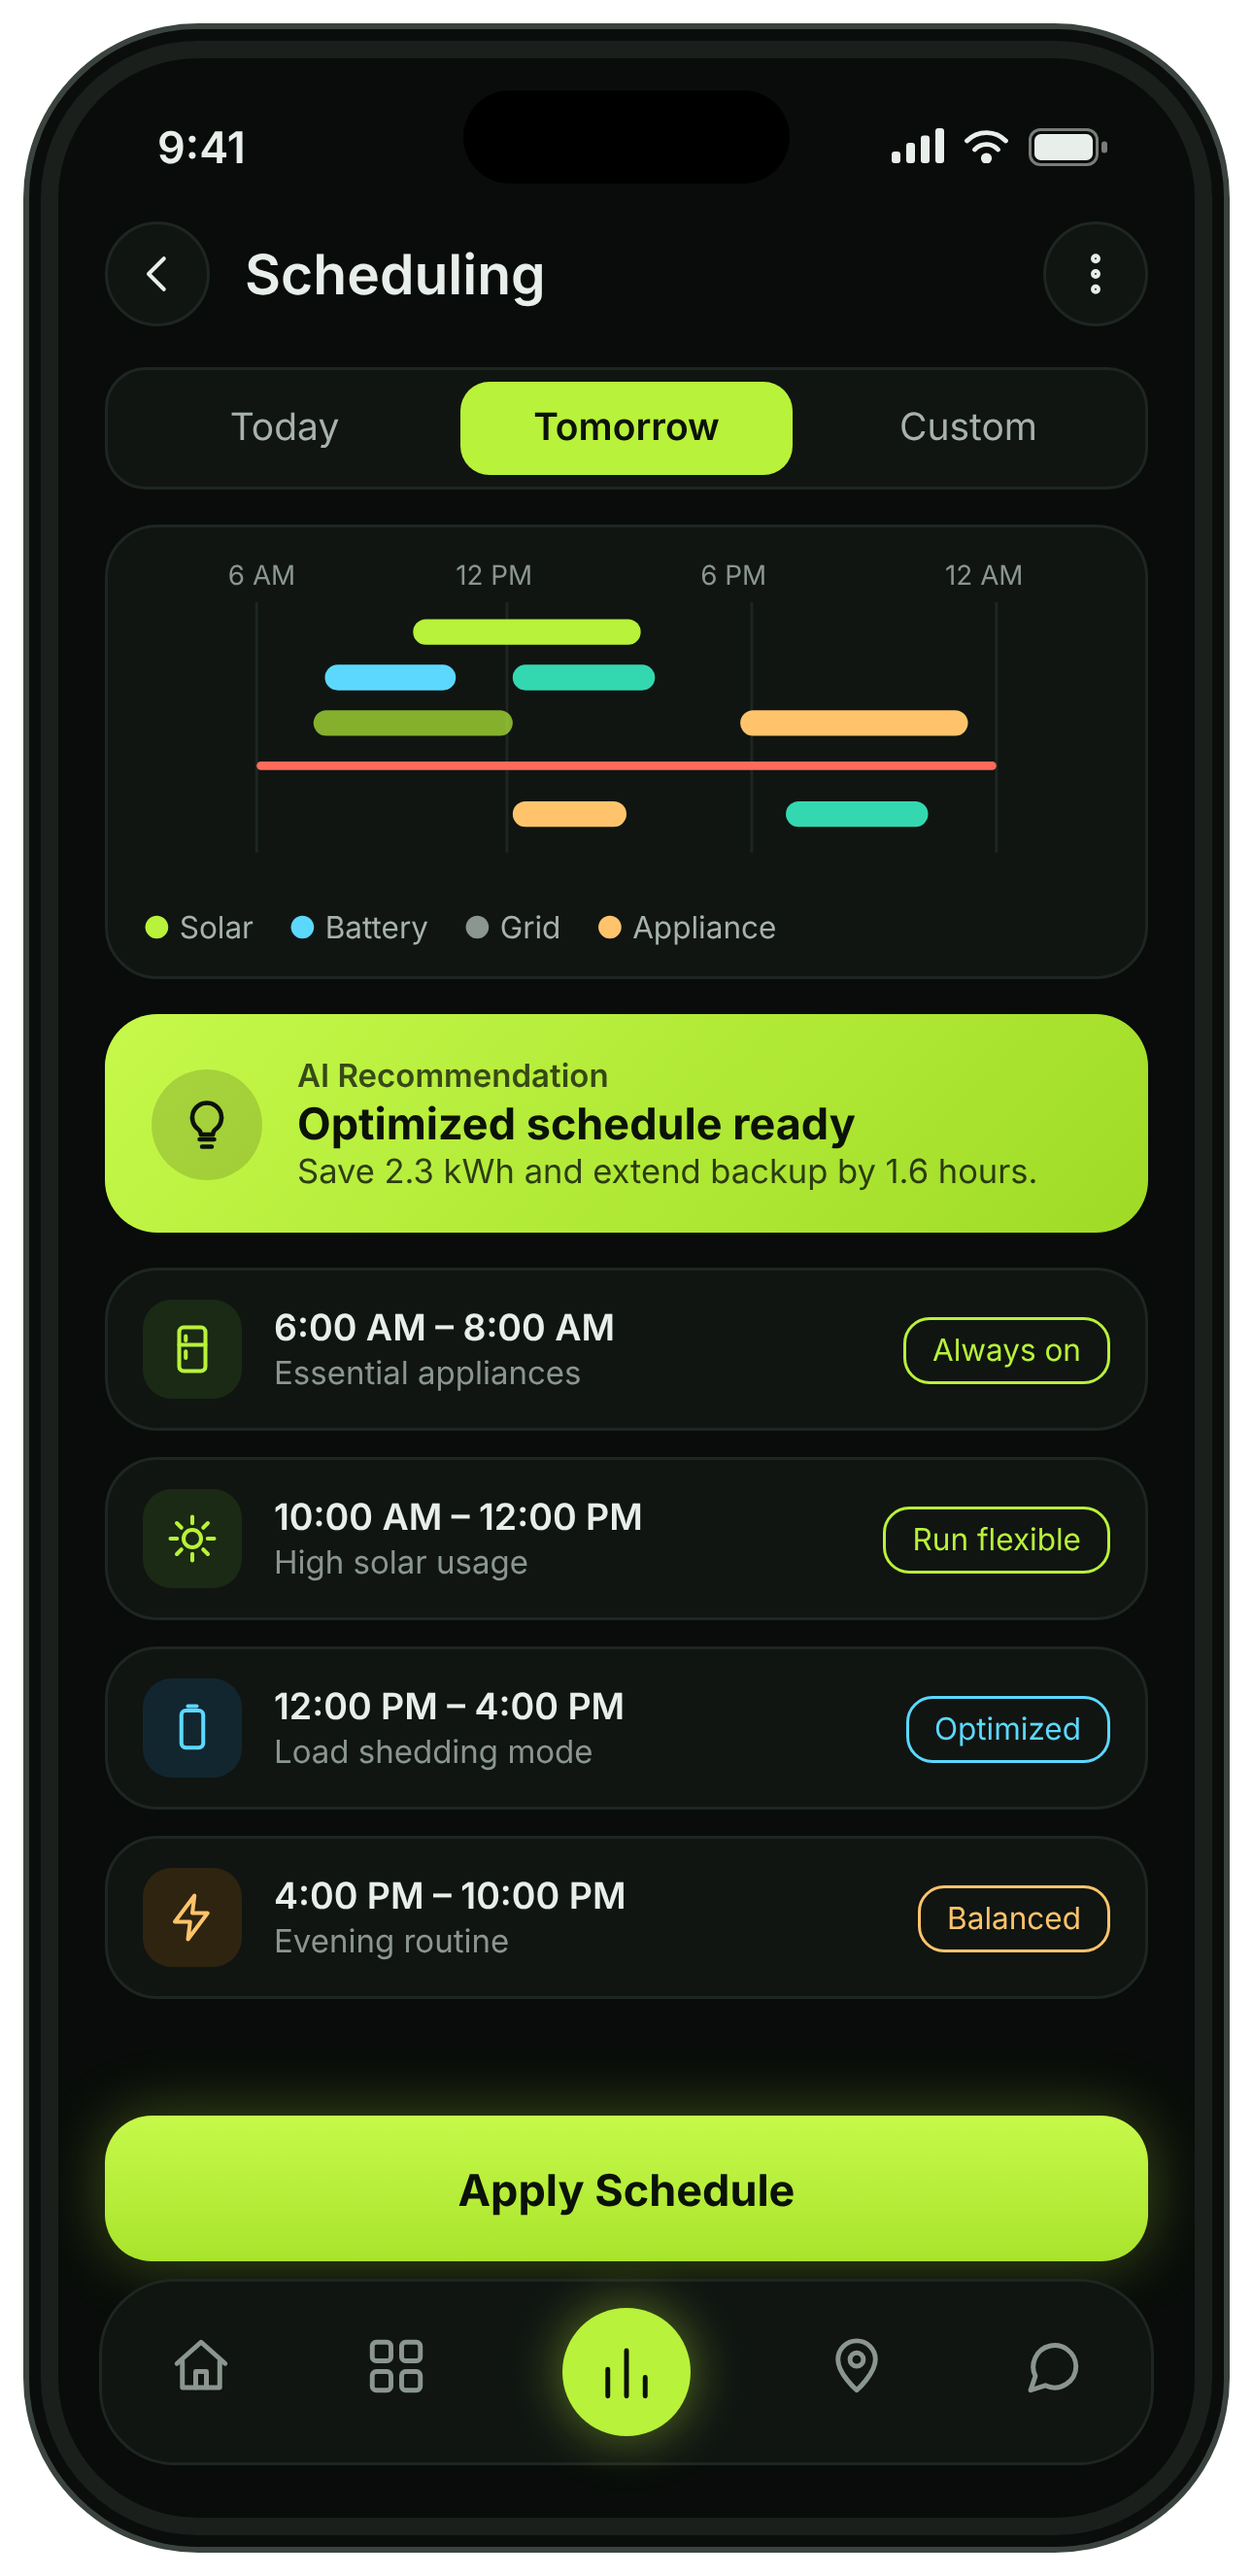 9:41
Scheduling
Today Tomorrow Custom
6 AM 12 PM 6 PM 12 AM
Solar Battery Grid Appliance
AI Recommendation
Optimized schedule ready
Save 2.3 kWh and extend backup by 1.6 hours.
6:00 AM – 8:00 AM
Essential appliances
Always on
10:00 AM – 12:00 PM
High solar usage
Run flexible
12:00 PM – 4:00 PM
Load shedding mode
Optimized
4:00 PM – 10:00 PM
Evening routine
Balanced
Apply Schedule